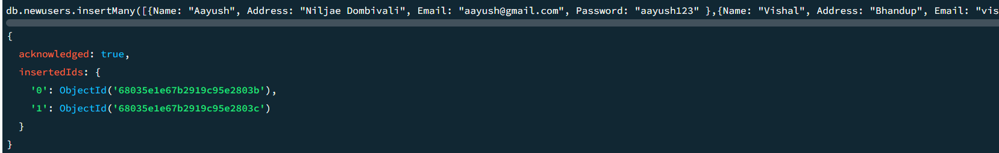 db.newusers.insertMany([{Name: "Aayush", Address: "Niljae Dombivali", Email: "aayush@gmail.com", Password: "aayush123" },{Name: "Vishal", Address: "Bhandup", Email: "vis
{
acknowledged: true,
insertedIds: {
'0': ObjectId('68035e1e67b2919c95e2803b'),
'1': ObjectId('68035e1e67b2919c95e2803c')
}
}